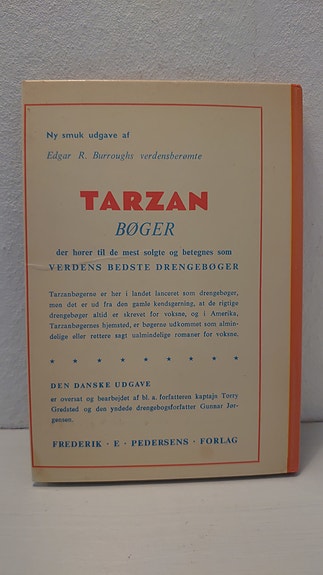 Ny smuk udgave af
Edgar R. Burroughs verdensberømte
TARZAN
BØGER
der hører til de mest solgte og betegnes som
VERDENS BEDSTE DRENGEBØGER
Tarzanbøgerne er her i landet lanceret som drengebøger,
men det er ud fra den gamle kendsgerning, at de rigtige
drengebøger altid er skrevet for voksne, og i Amerika,
Tarzanbøgernes hjemsted, er bøgerne udkommet som almin-
delige eller rettere sagt ualmindelige romaner for voksne.
* * * * * * * * *
DEN DANSKE UDGAVE
er oversat og bearbejdet af bl. a. forfatteren kaptajn Torry
Gredsted og den yndede drengebogsforfatter Gunnar Jør-
gensen.
FREDERIK · E · PEDERSENS · FORLAG